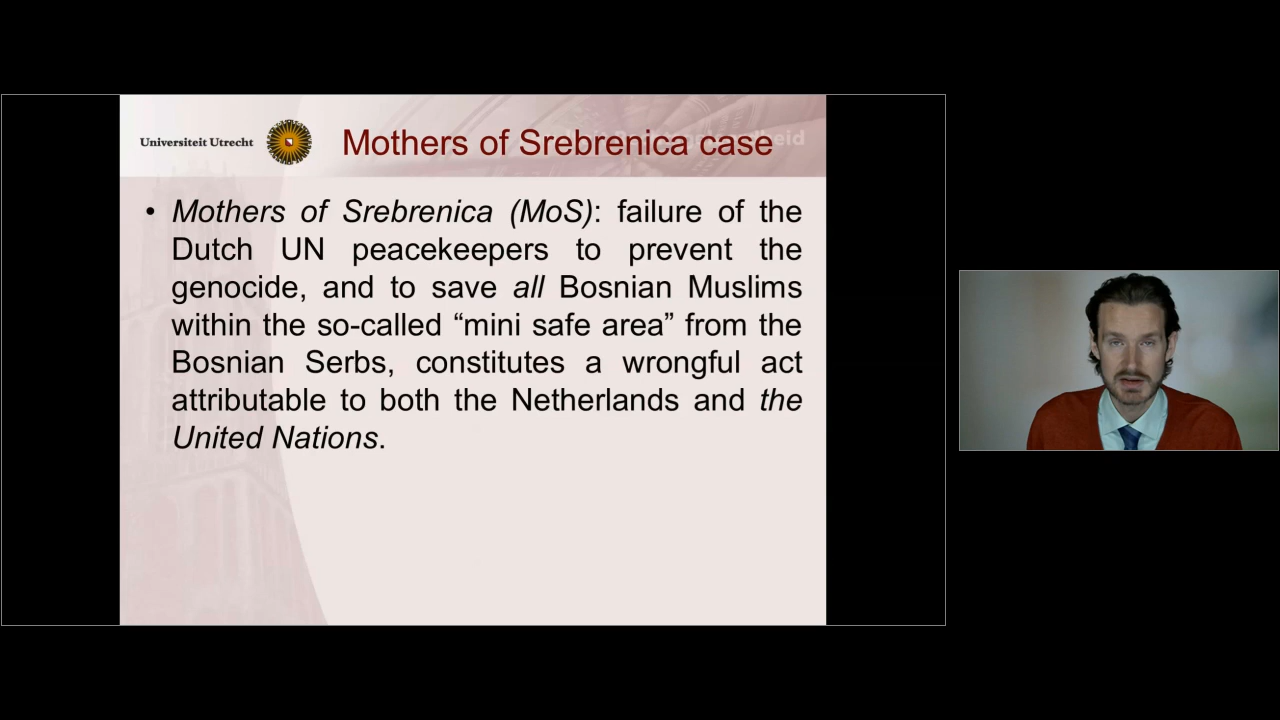 Universiteit Utrecht
Mothers of Srebrenica case
• Mothers of Srebrenica (MoS): failure of the
Dutch UN peacekeepers to prevent the
genocide, and to save all Bosnian Muslims
within the so-called “mini safe area” from the
Bosnian Serbs, constitutes a wrongful act
attributable to both the Netherlands and the
United Nations.